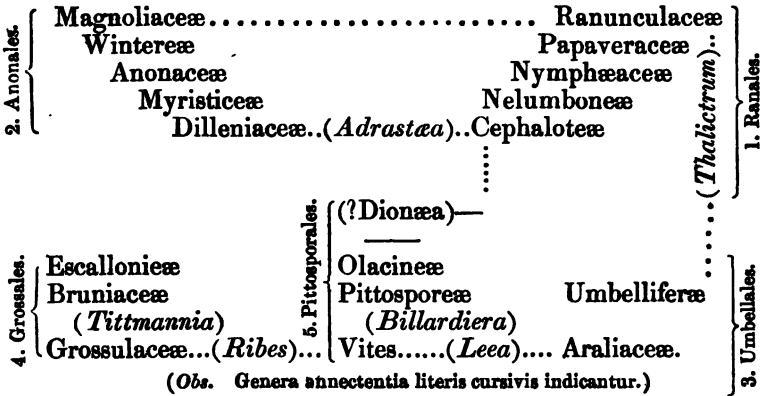 Magnoliaceæ.............................. Ranunculaceæ
Wintereæ Papaveraceæ
Anonaceæ Nymphæaceæ
Myristiceæ Nelumboneæ
Dilleniaceæ..(Adrastæa)..Cephaloteæ
2. Anonales.
1. Ranales.
..(Thalictrum)......
(?Dionæa)—
Escallonieæ Olacineæ
Bruniaceæ Pittosporeæ Umbelliferæ
(Tittmannia) (Billardiera)
Grossulaceæ...(Ribes)... Vites......(Leea).... Araliaceæ.
4. Grossales.
5. Pittosporales.
3. Umbellales.
(Obs. Genera annectentia literis cursivis indicantur.)